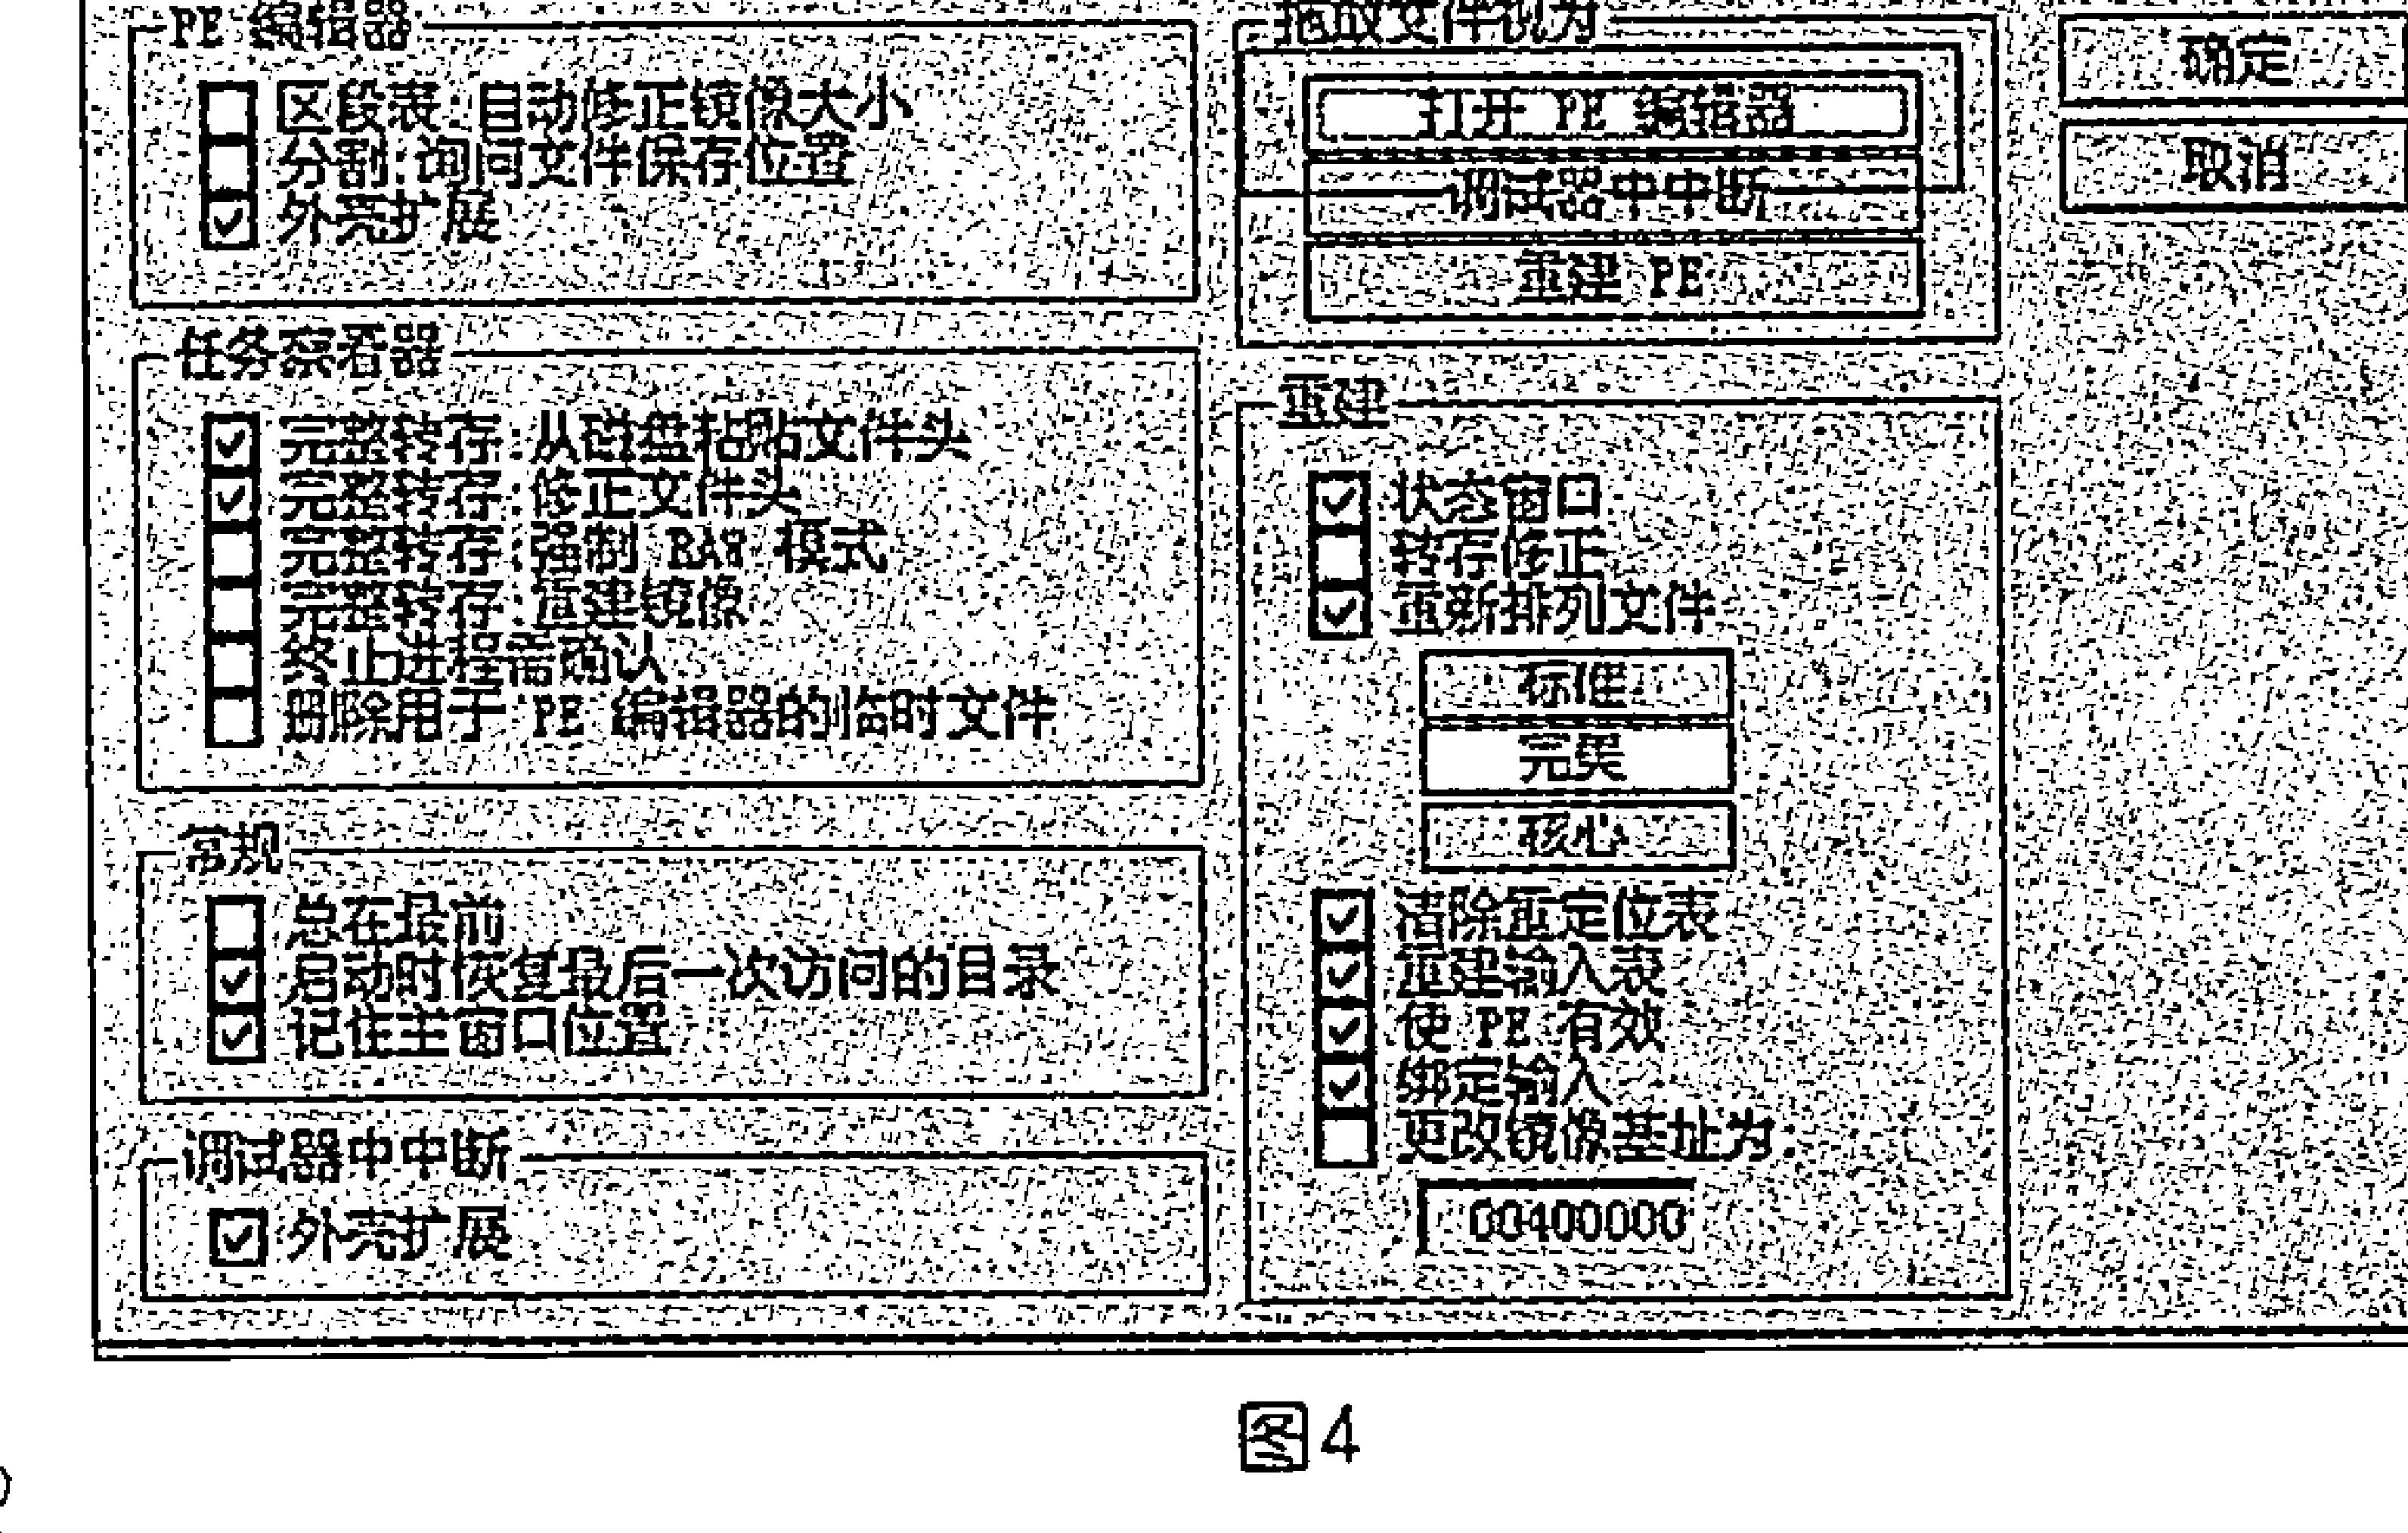 PE 编辑器
区段表:自动修正镜像大小
分割:询问文件保存位置
外壳扩展
任务察看器
完整转存:从磁盘粘贴文件头
完整转存:修正文件头
完整转存:强制 RAW 模式
完整转存:重建镜像
终止进程需确认
删除用于 PE 编辑器的临时文件
常规
总在最前
启动时恢复最后一次访问的目录
记住主窗口位置
调试器中中断
外壳扩展
拖取文件视为
打开 PE 编辑器
调试器中中断
重建 PE
重建
状态窗口
转存修正
重新排列文件
标准
完美
核心
清除重定位表
重建输入表
使 PE 有效
绑定输入
更改镜像基址为:
00400000
确定
取消
图4